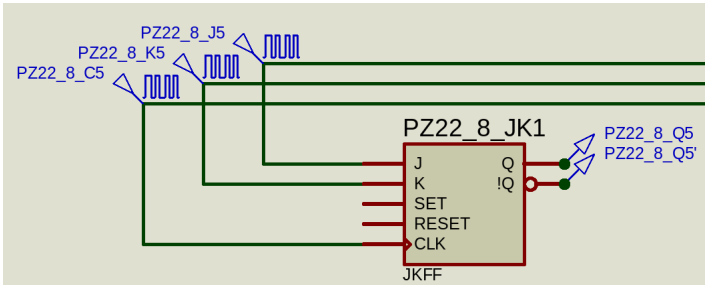 PZ22_8_J5
PZ22_8_K5
PZ22_8_C5
PZ22_8_JK1
J
K
SET
RESET
CLK
Q
!Q
PZ22_8_Q5
PZ22_8_Q5'
JKFF